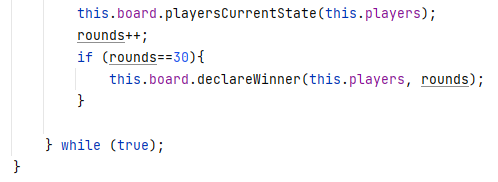 this.board.playersCurrentState(this.players);
rounds++;
if (rounds==30){
this.board.declareWinner(this.players, rounds);
}
} while (true);
}